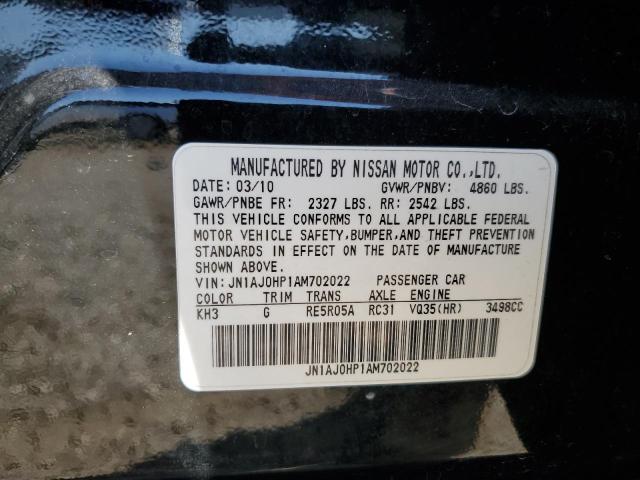 MANUFACTURED BY NISSAN MOTOR CO.,LTD.
DATE: 03/10 GVWR/PNBV: 4860 LBS.
GAWR/PNBE FR: 2327 LBS. RR: 2542 LBS.
THIS VEHICLE CONFORMS TO ALL APPLICABLE FEDERAL
MOTOR VEHICLE SAFETY,BUMPER,AND THEFT PREVENTION
STANDARDS IN EFFECT ON THE DATE OF MANUFACTURE
SHOWN ABOVE.
VIN: JN1AJ0HP1AM702022 PASSENGER CAR
COLOR TRIM TRANS AXLE ENGINE
KH3 G RE5R05A RC31 VQ35(HR) 3498CC
JN1AJ0HP1AM702022